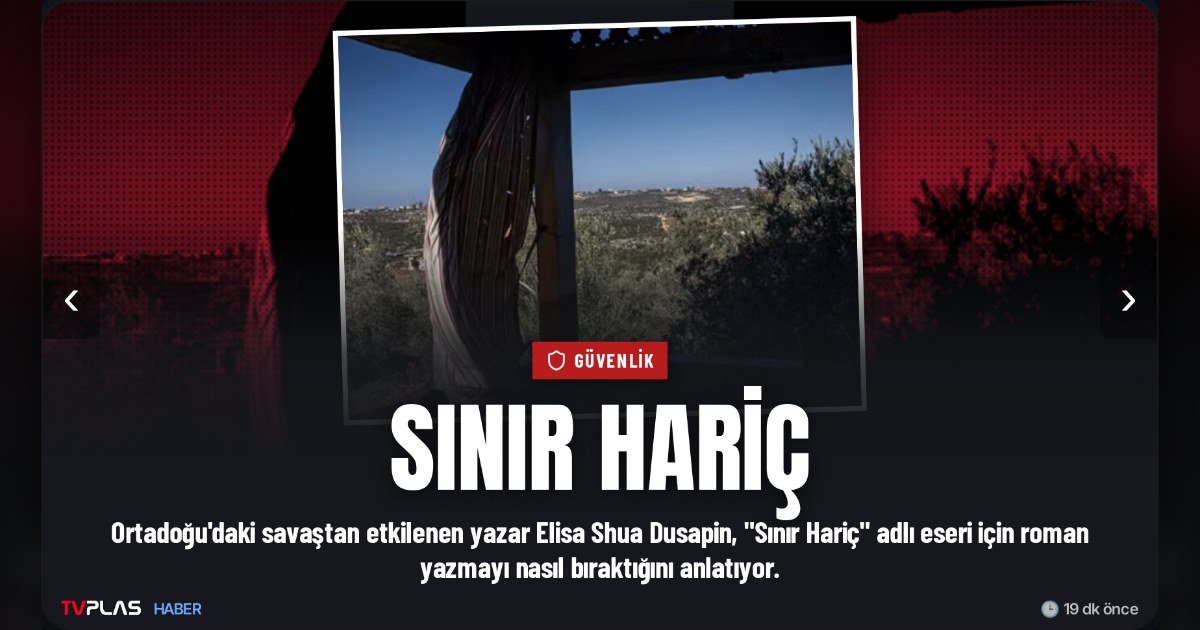 GÜVENLİK
SINIR HARİÇ
Ortadoğu'daki savaştan etkilenen yazar Elisa Shua Dusapin, "Sınır Hariç" adlı eseri için roman
yazmayı nasıl bıraktığını anlatıyor.
TVPLAS HABER
19 dk önce